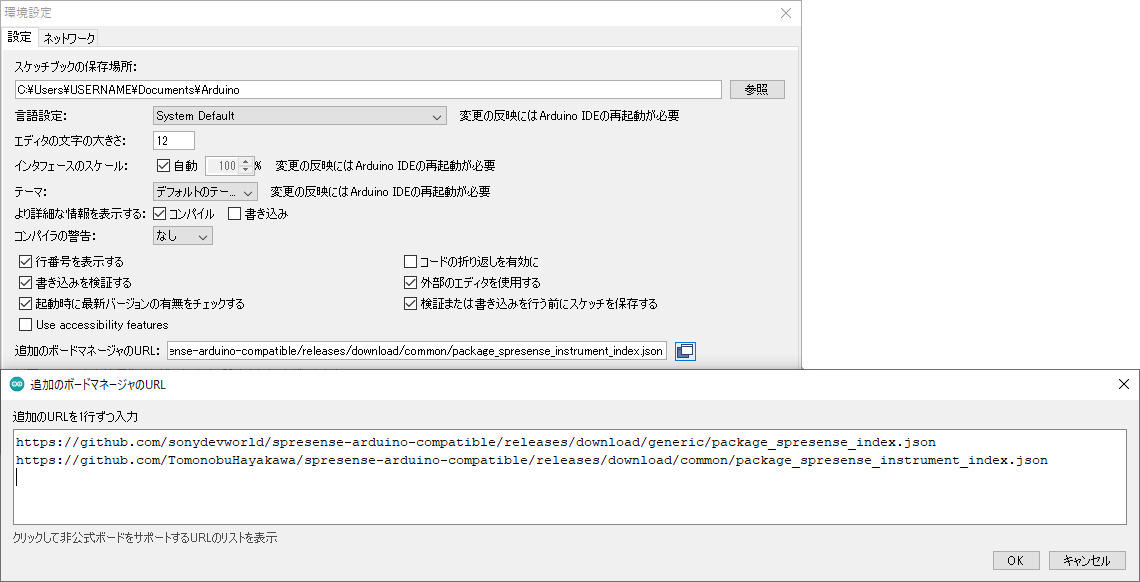 環境設定
設定 ネットワーク
スケッチブックの保存場所:
C:¥Users¥USERNAME¥Documents¥Arduino 参照
言語設定: System Default 変更の反映にはArduino IDEの再起動が必要
エディタの文字の大きさ: 12
インタフェースのスケール: 自動 100 % 変更の反映にはArduino IDEの再起動が必要
テーマ: デフォルトのテー... 変更の反映にはArduino IDEの再起動が必要
より詳細な情報を表示する: コンパイル 書き込み
コンパイラの警告: なし
行番号を表示する コードの折り返しを有効に
書き込みを検証する 外部のエディタを使用する
起動時に最新バージョンの有無をチェックする 検証または書き込みを行う前にスケッチを保存する
Use accessibility features
追加のボードマネージャのURL: ense-arduino-compatible/releases/download/common/package_spresense_instrument_index.json
追加のボードマネージャのURL
追加のURLを1行ずつ入力
https://github.com/sonydevworld/spresense-arduino-compatible/releases/download/generic/package_spresense_index.json
https://github.com/TomonobuHayakawa/spresense-arduino-compatible/releases/download/common/package_spresense_instrument_index.json
クリックして非公式ボードをサポートするURLのリストを表示
OK キャンセル